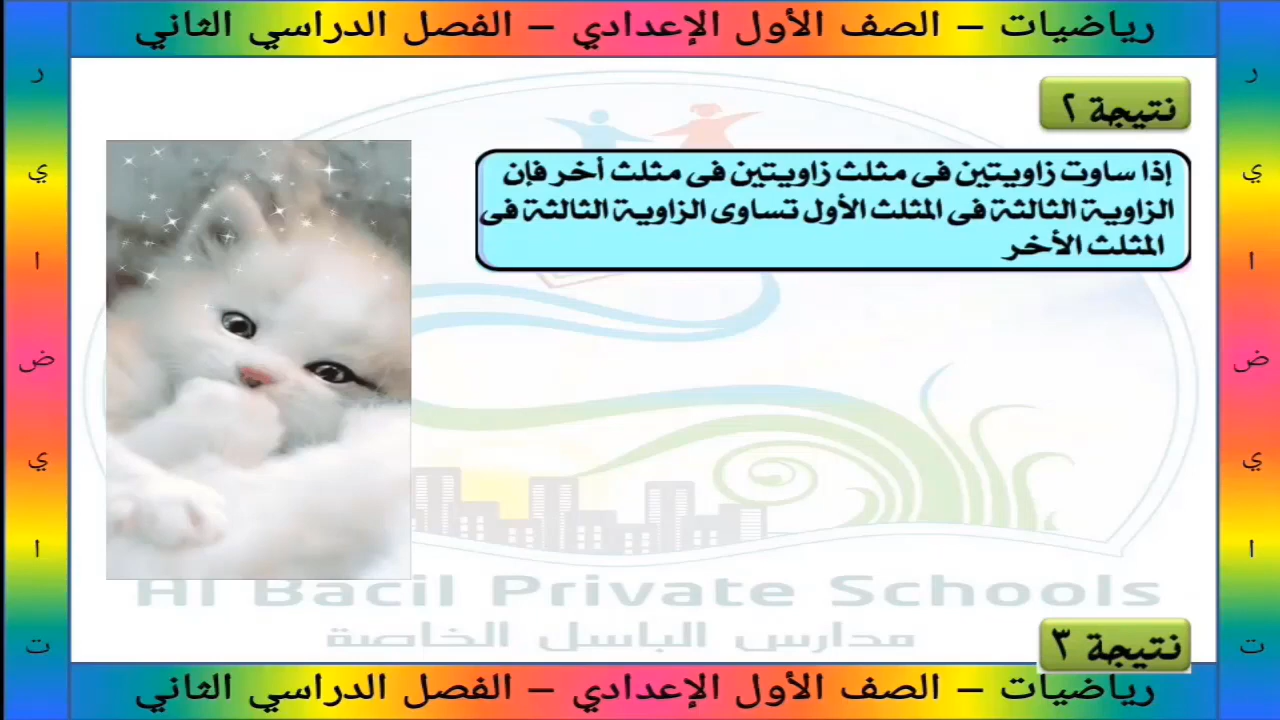 رياضيات – الصف الأول الإعدادي – الفصل الدراسي الثاني
نتيجة ٢
إذا ساوت زاويتين فى مثلث زاويتين فى مثلث أخر فإن
الزاوية الثالثة فى المثلث الأول تساوى الزاوية الثالثة فى
المثلث الأخر
Al Bacil Private Schools
مدارس الباسل الخاصة
نتيجة ٣
رياضيات – الصف الأول الإعدادي – الفصل الدراسي الثاني
ر
ي
ا
ض
ي
ا
ت
ر
ي
ا
ض
ي
ا
ت